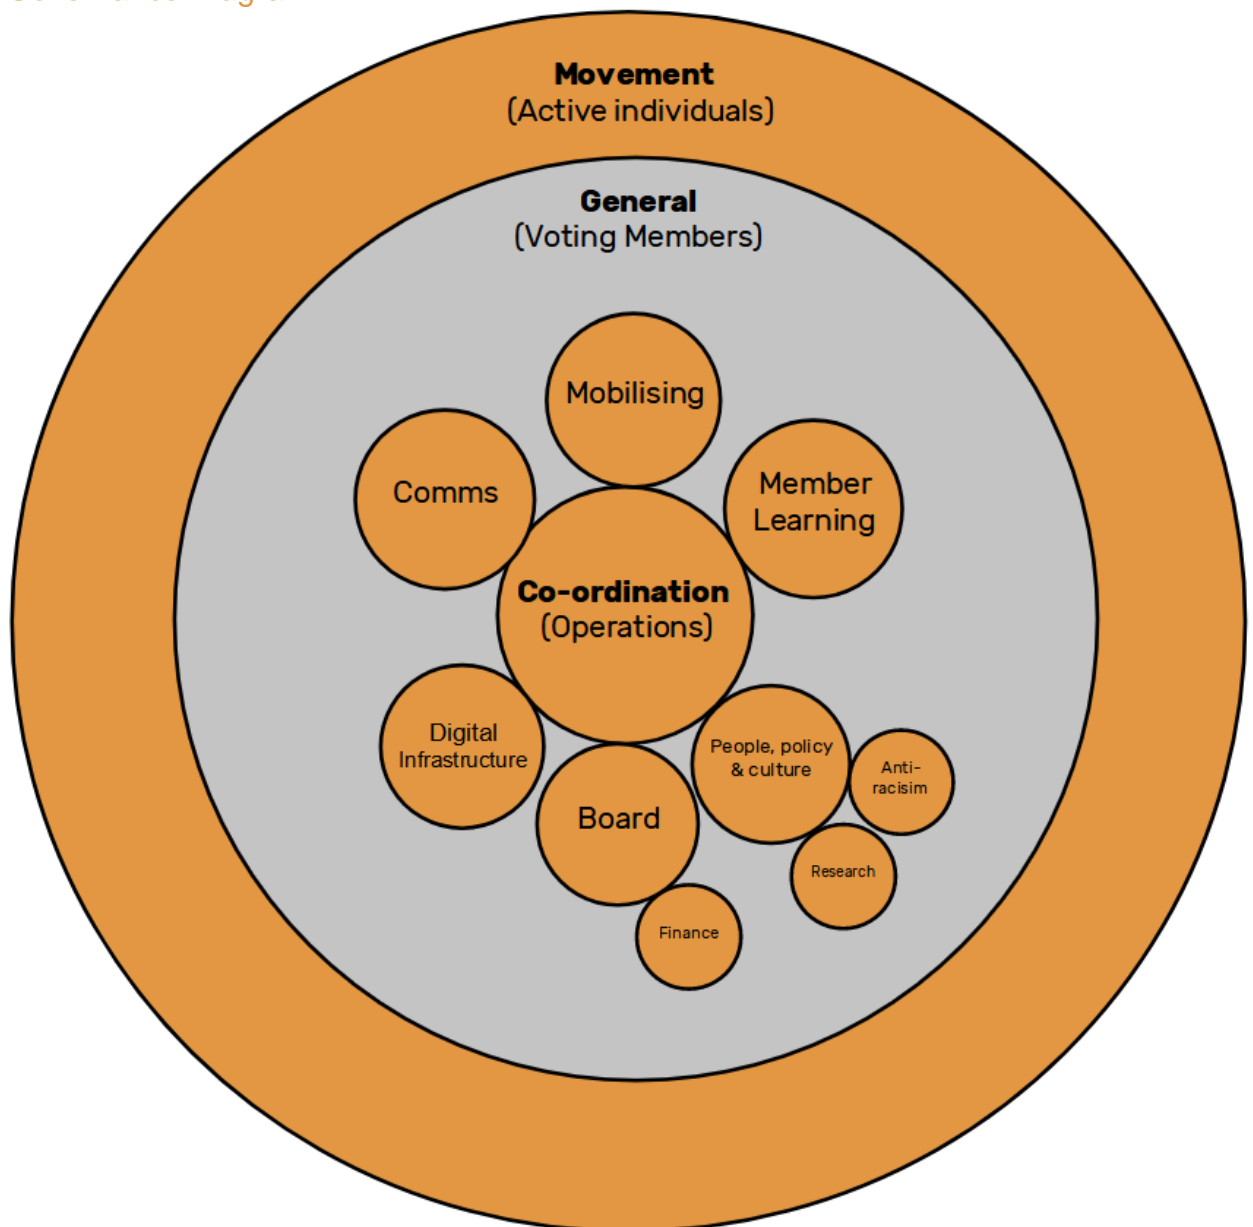 Movement
(Active individuals)
General
(Voting Members)
Mobilising
Comms
Member
Learning
Co-ordination
(Operations)
Digital
Infrastructure
People, policy
& culture
Anti-
racisim
Board
Research
Finance